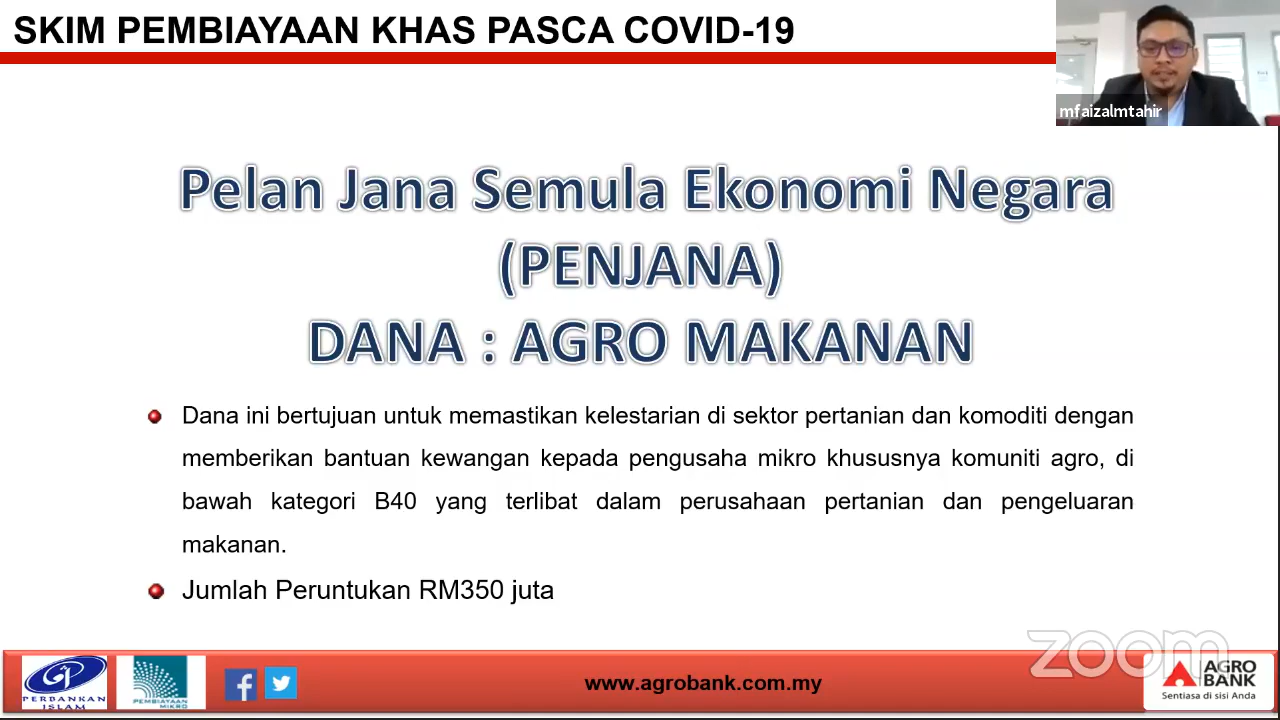 SKIM PEMBIAYAAN KHAS PASCA COVID-19
mfaizalmtahir
Pelan Jana Semula Ekonomi Negara
(PENJANA)
DANA : AGRO MAKANAN
Dana ini bertujuan untuk memastikan kelestarian di sektor pertanian dan komoditi dengan
memberikan bantuan kewangan kepada pengusaha mikro khususnya komuniti agro, di
bawah kategori B40 yang terlibat dalam perusahaan pertanian dan pengeluaran
makanan.
Jumlah Peruntukan RM350 juta
zoom
PERBANKAN
ISLAM
PEMBIAYAAN
MIKRO
www.agrobank.com.my
AGRO
BANK
Sentiasa di sisi Anda